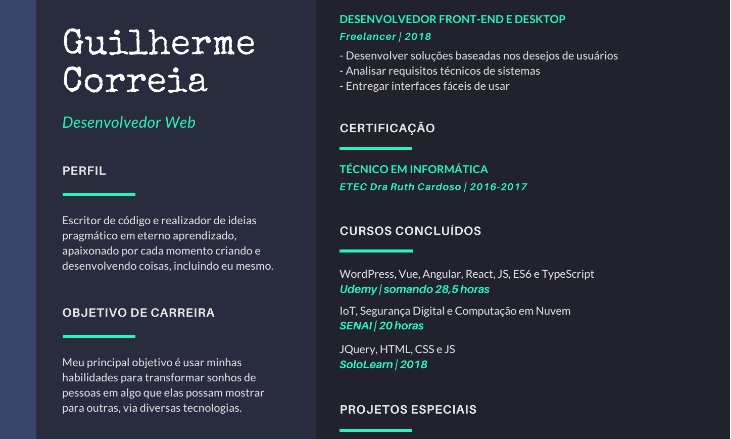 Guilherme
Correia
Desenvolvedor Web
PERFIL
Escritor de código e realizador de ideias
pragmático em eterno aprendizado,
apaixonado por cada momento criando e
desenvolvendo coisas, incluindo eu mesmo.
OBJETIVO DE CARREIRA
Meu principal objetivo é usar minhas
habilidades para transformar sonhos de
pessoas em algo que elas possam mostrar
para outras, via diversas tecnologias.
DESENVOLVEDOR FRONT-END E DESKTOP
Freelancer | 2018
- Desenvolver soluções baseadas nos desejos de usuários
- Analisar requisitos técnicos de sistemas
- Entregar interfaces fáceis de usar
CERTIFICAÇÃO
TÉCNICO EM INFORMÁTICA
ETEC Dra Ruth Cardoso | 2016-2017
CURSOS CONCLUÍDOS
WordPress, Vue, Angular, React, JS, ES6 e TypeScript
Udemy | somando 28,5 horas
IoT, Segurança Digital e Computação em Nuvem
SENAI | 20 horas
JQuery, HTML, CSS e JS
SoloLearn | 2018
PROJETOS ESPECIAIS